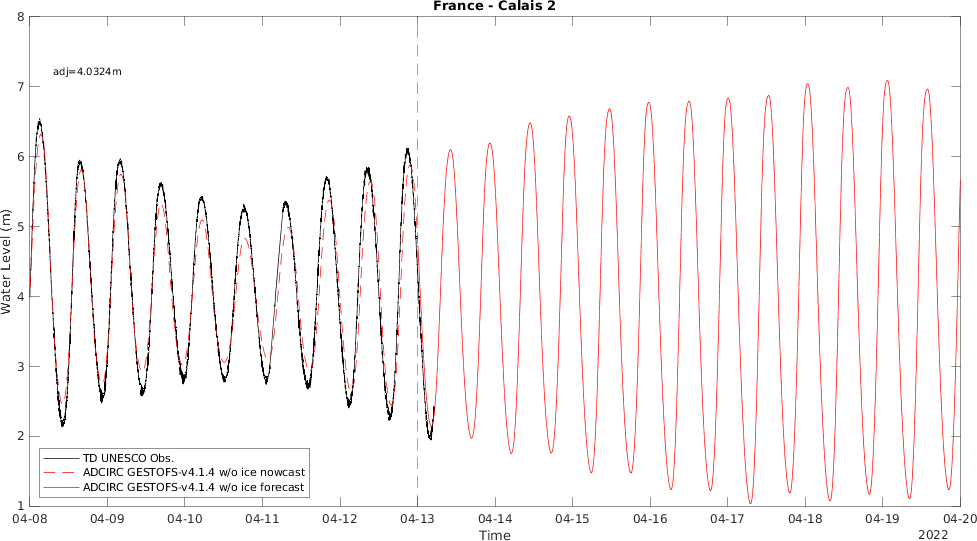 France - Calais 2
8
adj=4.0324m
7
6
5
4
3
2
1
Water Level (m)
TD UNESCO Obs.
ADCIRC GESTOFS-v4.1.4 w/o ice nowcast
ADCIRC GESTOFS-v4.1.4 w/o ice forecast
04-08 04-09 04-10 04-11 04-12 04-13 04-14 04-15 04-16 04-17 04-18 04-19 04-20
Time
2022